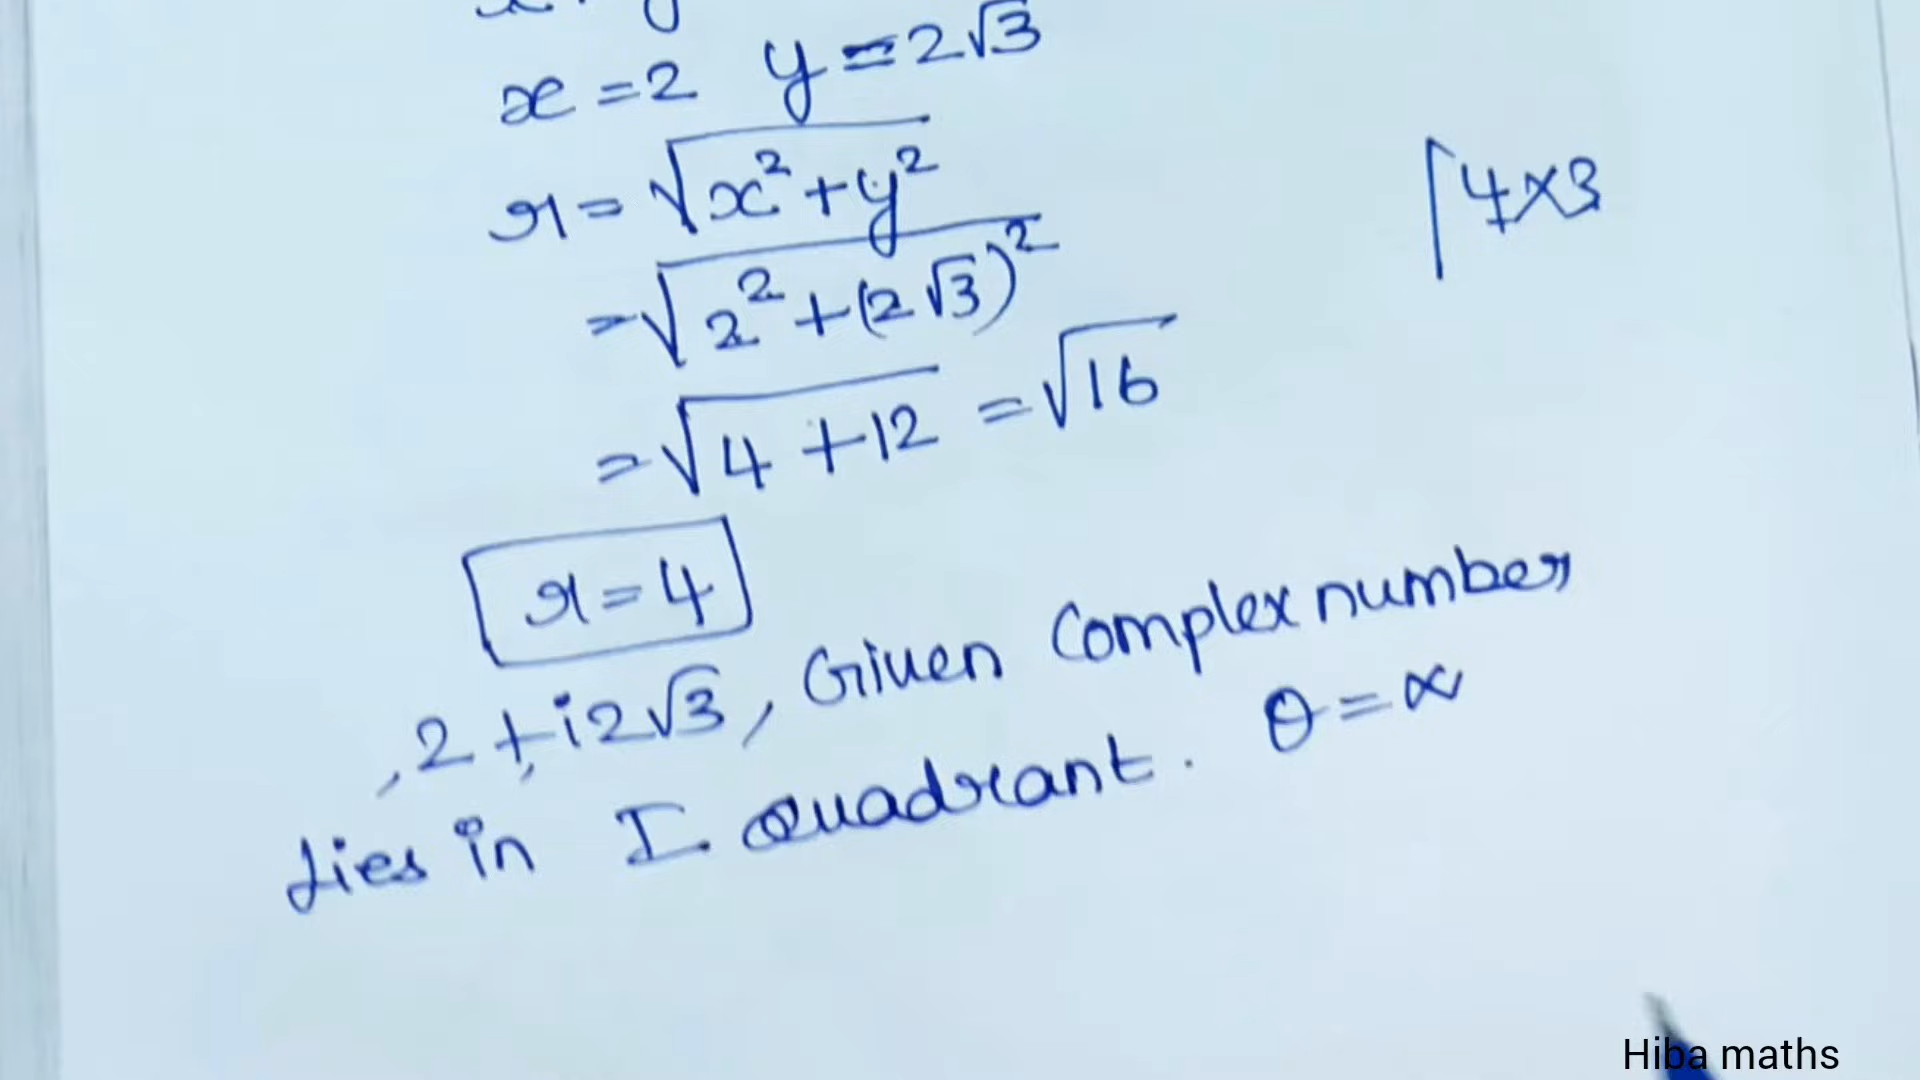 x = 2 y = 2√3
r = √x² + y²
= √2² + (2√3)²
4×3
= √4 + 12 = √16
r = 4
, 2 + i2√3, Given Complex number
lies in I quadrant. θ = α
Hiba maths